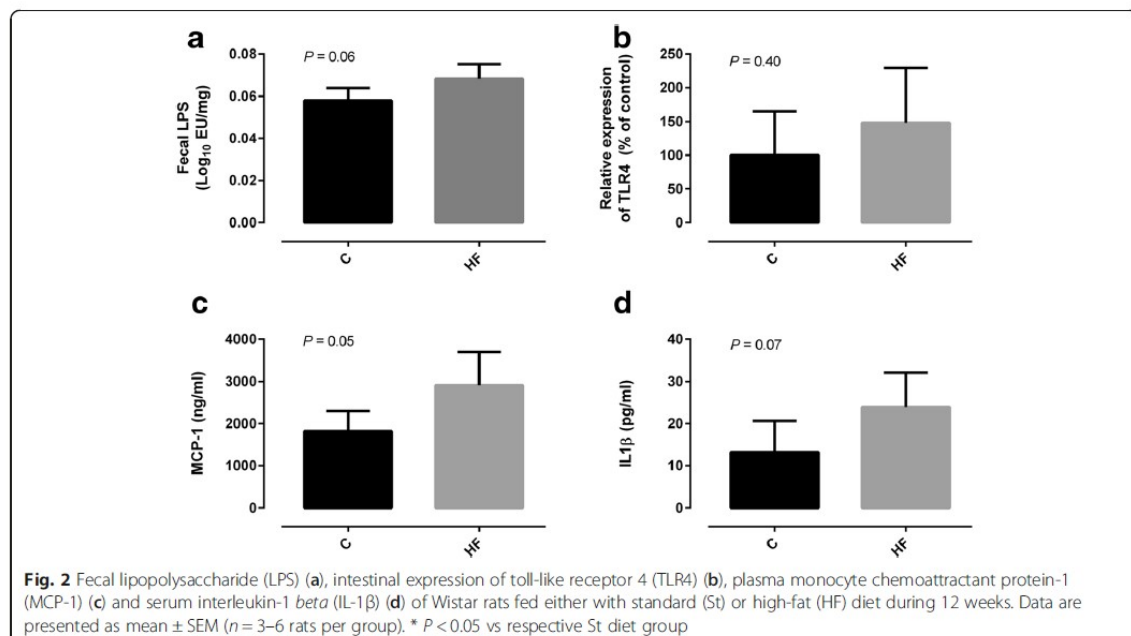 a
P = 0.06
0.08
0.06
0.04
0.02
0.00
Fecal LPS
(Log₁₀ EU/mg)
C
HF
b
P = 0.40
250
200
150
100
50
0
Relative expression
of TLR4 (% of control)
C
HF
c
P = 0.05
4000
3000
2000
1000
0
MCP-1 (ng/ml)
C
HF
d
P = 0.07
40
30
20
10
0
IL1β (pg/ml)
C
HF
Fig. 2 Fecal lipopolysaccharide (LPS) (a), intestinal expression of toll-like receptor 4 (TLR4) (b), plasma monocyte chemoattractant protein-1
(MCP-1) (c) and serum interleukin-1 beta (IL-1β) (d) of Wistar rats fed either with standard (St) or high-fat (HF) diet during 12 weeks. Data are
presented as mean ± SEM (n = 3–6 rats per group). * P < 0.05 vs respective St diet group